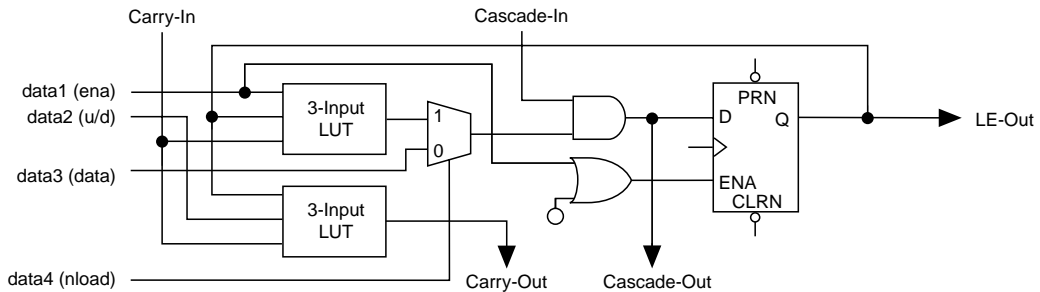 Carry-In
Cascade-In
data1 (ena)
data2 (u/d)
data3 (data)
data4 (nload)
3-Input
LUT
1
0
3-Input
LUT
Carry-Out
Cascade-Out
PRN
D
Q
ENA
CLRN
LE-Out